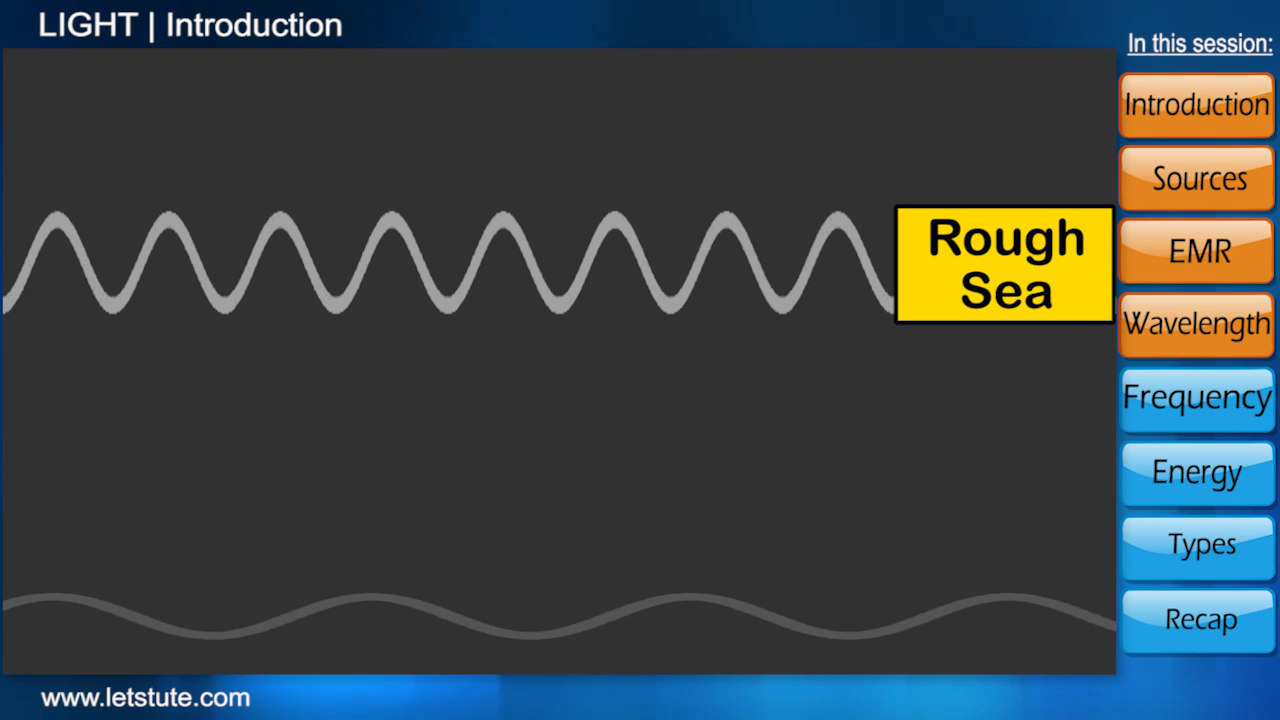 LIGHT | Introduction
In this session:
Introduction
Sources
EMR
Wavelength
Frequency
Energy
Types
Recap
Rough
Sea
www.letstute.com